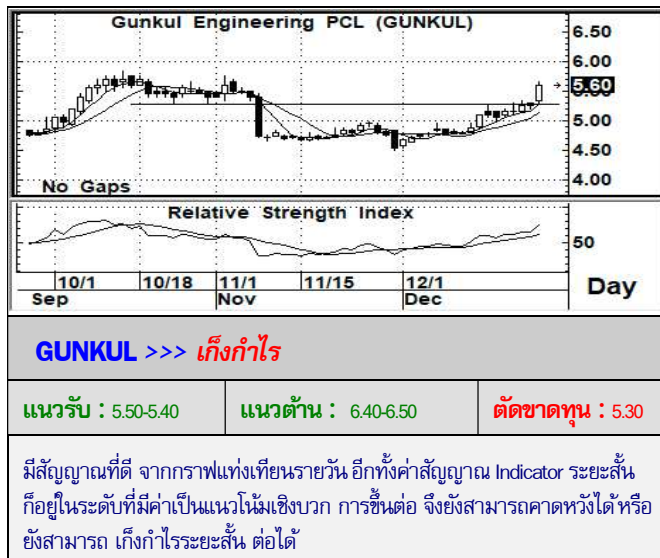 Gunkul Engineering PCL (GUNKUL)
6.50
6.00
5.60
5.00
4.50
4.00
No Gaps
Relative Strength Index
50
10/1 10/18 11/1 11/15 12/1
Sep Nov Dec
Day
GUNKUL >>> เก็งกำไร
แนวรับ : 5.50-5.40 แนวต้าน : 6.40-6.50 ตัดขาดทุน : 5.30
มีสัญญาณที่ดี จากกราฟแท่งเทียนรายวัน อีกทั้งค่าสัญญาณ Indicator ระยะสั้น
ก็อยู่ในระดับที่มีค่าเป็นแนวโน้มเชิงบวก การขึ้นต่อ จึงยังสามารถคาดหวังได้หรือ
ยังสามารถ เก็งกำไรระยะสั้น ต่อได้